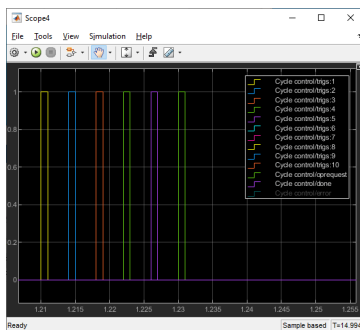 Scope4
File Tools View Simulation Help
Cycle control/trigs:1
Cycle control/trigs:2
Cycle control/trigs:3
Cycle control/trigs:4
Cycle control/trigs:5
Cycle control/trigs:6
Cycle control/trigs:7
Cycle control/trigs:8
Cycle control/trigs:9
Cycle control/trigs:10
Cycle control/qprequest
Cycle control/done
Cycle control/error
1
0.8
0.6
0.4
0.2
0
1.21 1.215 1.22 1.225 1.23 1.235 1.24 1.245 1.25 1.255
Ready Sample based